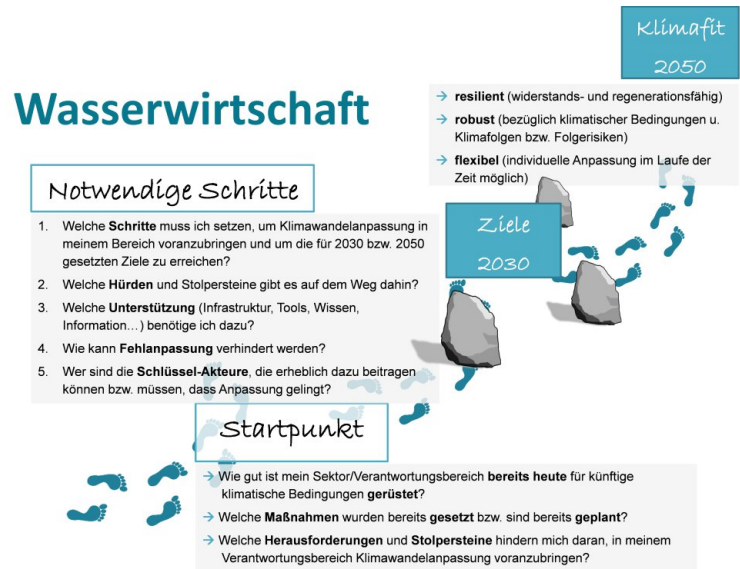 Klimafit
2050
Wasserwirtschaft
→ resilient (widerstands- und regenerationsfähig)
→ robust (bezüglich klimatischer Bedingungen u.
Klimafolgen bzw. Folgerisiken)
→ flexibel (individuelle Anpassung im Laufe der
Zeit möglich)
Notwendige Schritte
1. Welche Schritte muss ich setzen, um Klimawandelanpassung in
meinem Bereich voranzubringen und um die für 2030 bzw. 2050
gesetzten Ziele zu erreichen?
2. Welche Hürden und Stolpersteine gibt es auf dem Weg dahin?
3. Welche Unterstützung (Infrastruktur, Tools, Wissen,
Information…) benötige ich dazu?
4. Wie kann Fehlanpassung verhindert werden?
5. Wer sind die Schlüssel-Akteure, die erheblich dazu beitragen
können bzw. müssen, dass Anpassung gelingt?
Ziele
2030
Startpunkt
→ Wie gut ist mein Sektor/Verantwortungsbereich bereits heute für künftige
klimatische Bedingungen gerüstet?
→ Welche Maßnahmen wurden bereits gesetzt bzw. sind bereits geplant?
→ Welche Herausforderungen und Stolpersteine hindern mich daran, in meinem
Verantwortungsbereich Klimawandelanpassung voranzubringen?